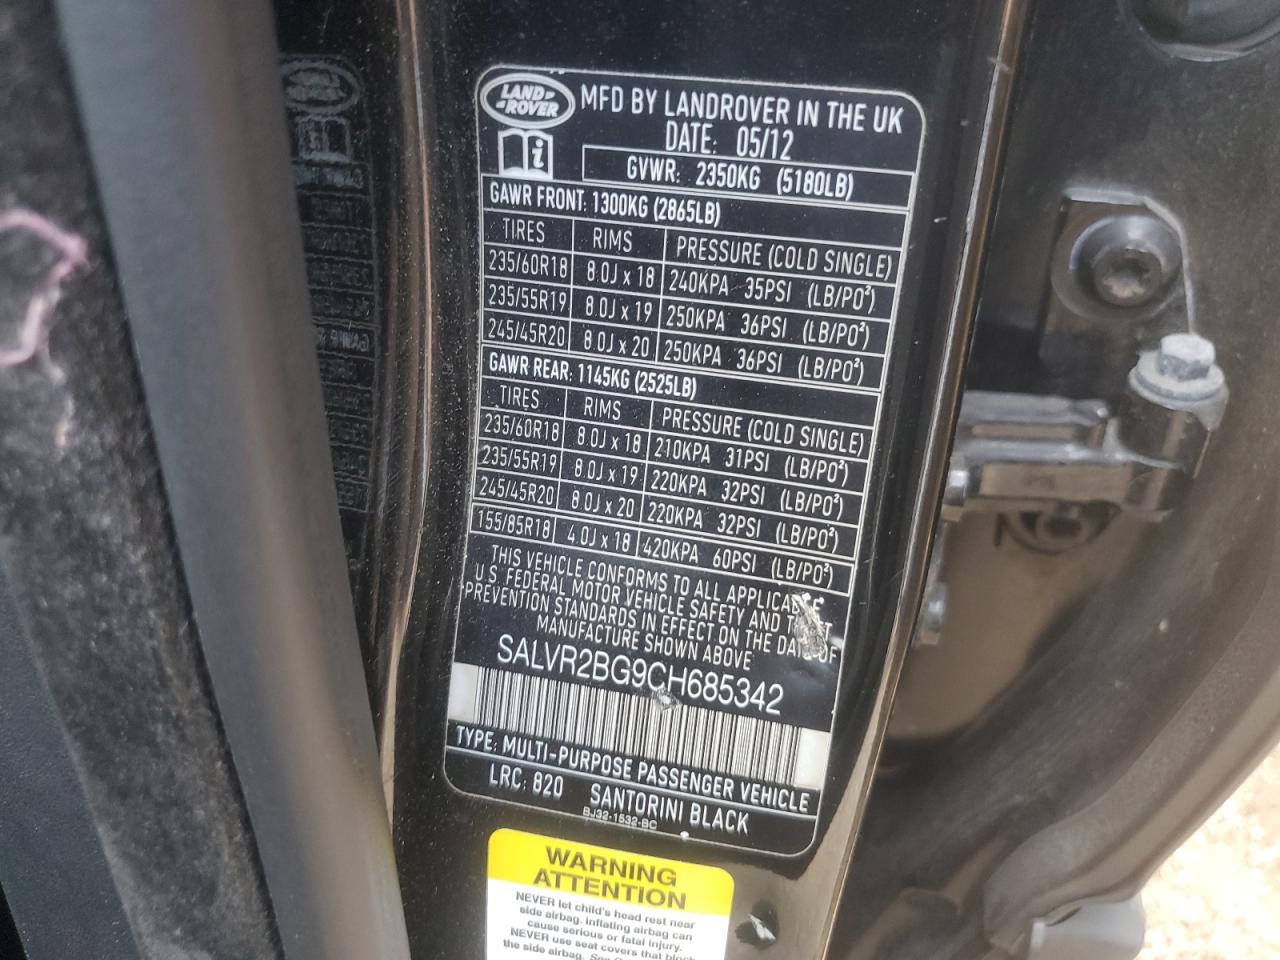 LAND ROVER
MFD BY LANDROVER IN THE UK
DATE: 05/12
GVWR: 2350KG (5180LB)
GAWR FRONT: 1300KG (2865LB)
TIRES RIMS PRESSURE (COLD SINGLE)
235/60R18 8.0J x 18 240KPA 35PSI (LB/PO²)
235/55R19 8.0J x 19 250KPA 36PSI (LB/PO²)
245/45R20 8.0J x 20 250KPA 36PSI (LB/PO²)
GAWR REAR: 1145KG (2525LB)
TIRES RIMS PRESSURE (COLD SINGLE)
235/60R18 8.0J x 18 210KPA 31PSI (LB/PO²)
235/55R19 8.0J x 19 220KPA 32PSI (LB/PO²)
245/45R20 8.0J x 20 220KPA 32PSI (LB/PO²)
155/85R18 4.0J x 18 420KPA 60PSI (LB/PO²)
THIS VEHICLE CONFORMS TO ALL APPLICABLE
U.S. FEDERAL MOTOR VEHICLE SAFETY AND THEFT
PREVENTION STANDARDS IN EFFECT ON THE DATE OF
MANUFACTURE SHOWN ABOVE
SALVR2BG9CH685342
TYPE: MULTI-PURPOSE PASSENGER VEHICLE
LRC: 820 SANTORINI BLACK
BJ32-1532-BC
WARNING
ATTENTION
NEVER let child's head rest near
side airbag. inflating airbag can
cause serious or fatal injury.
NEVER use seat covers that block
the side airbag. See